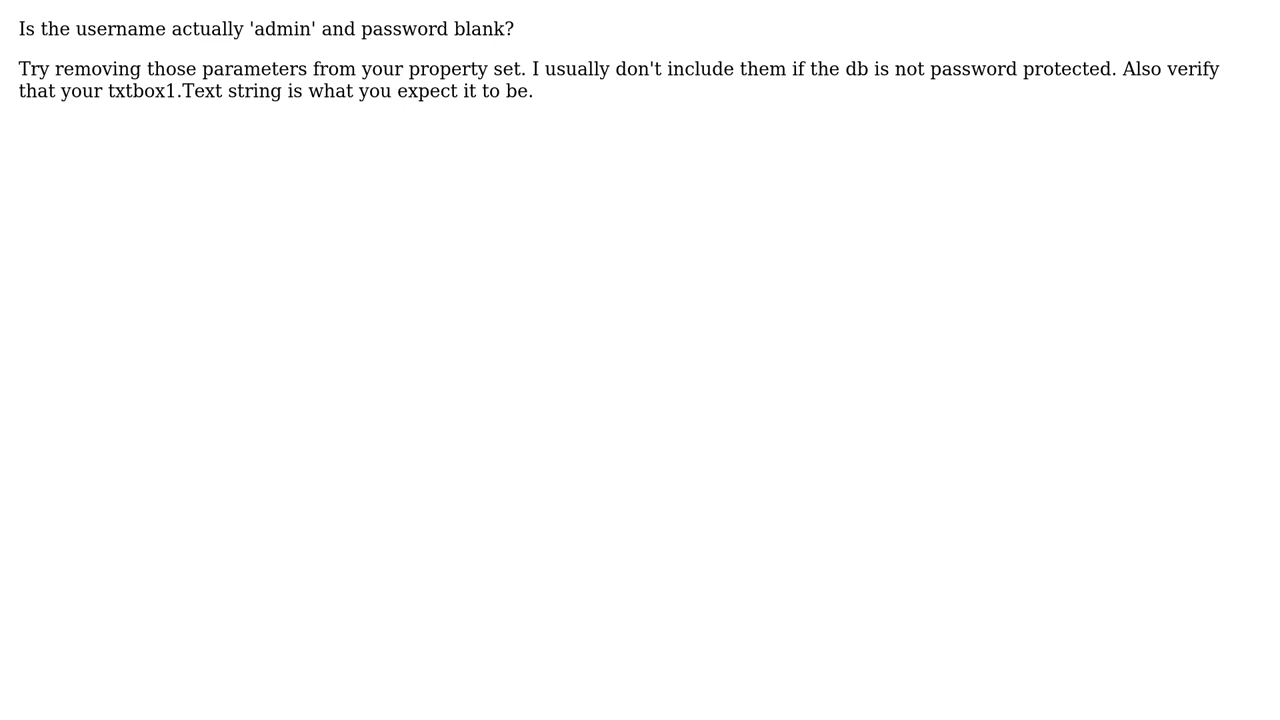 Is the username actually 'admin' and password blank?
Try removing those parameters from your property set. I usually don't include them if the db is not password protected. Also verify
that your txtbox1.Text string is what you expect it to be.